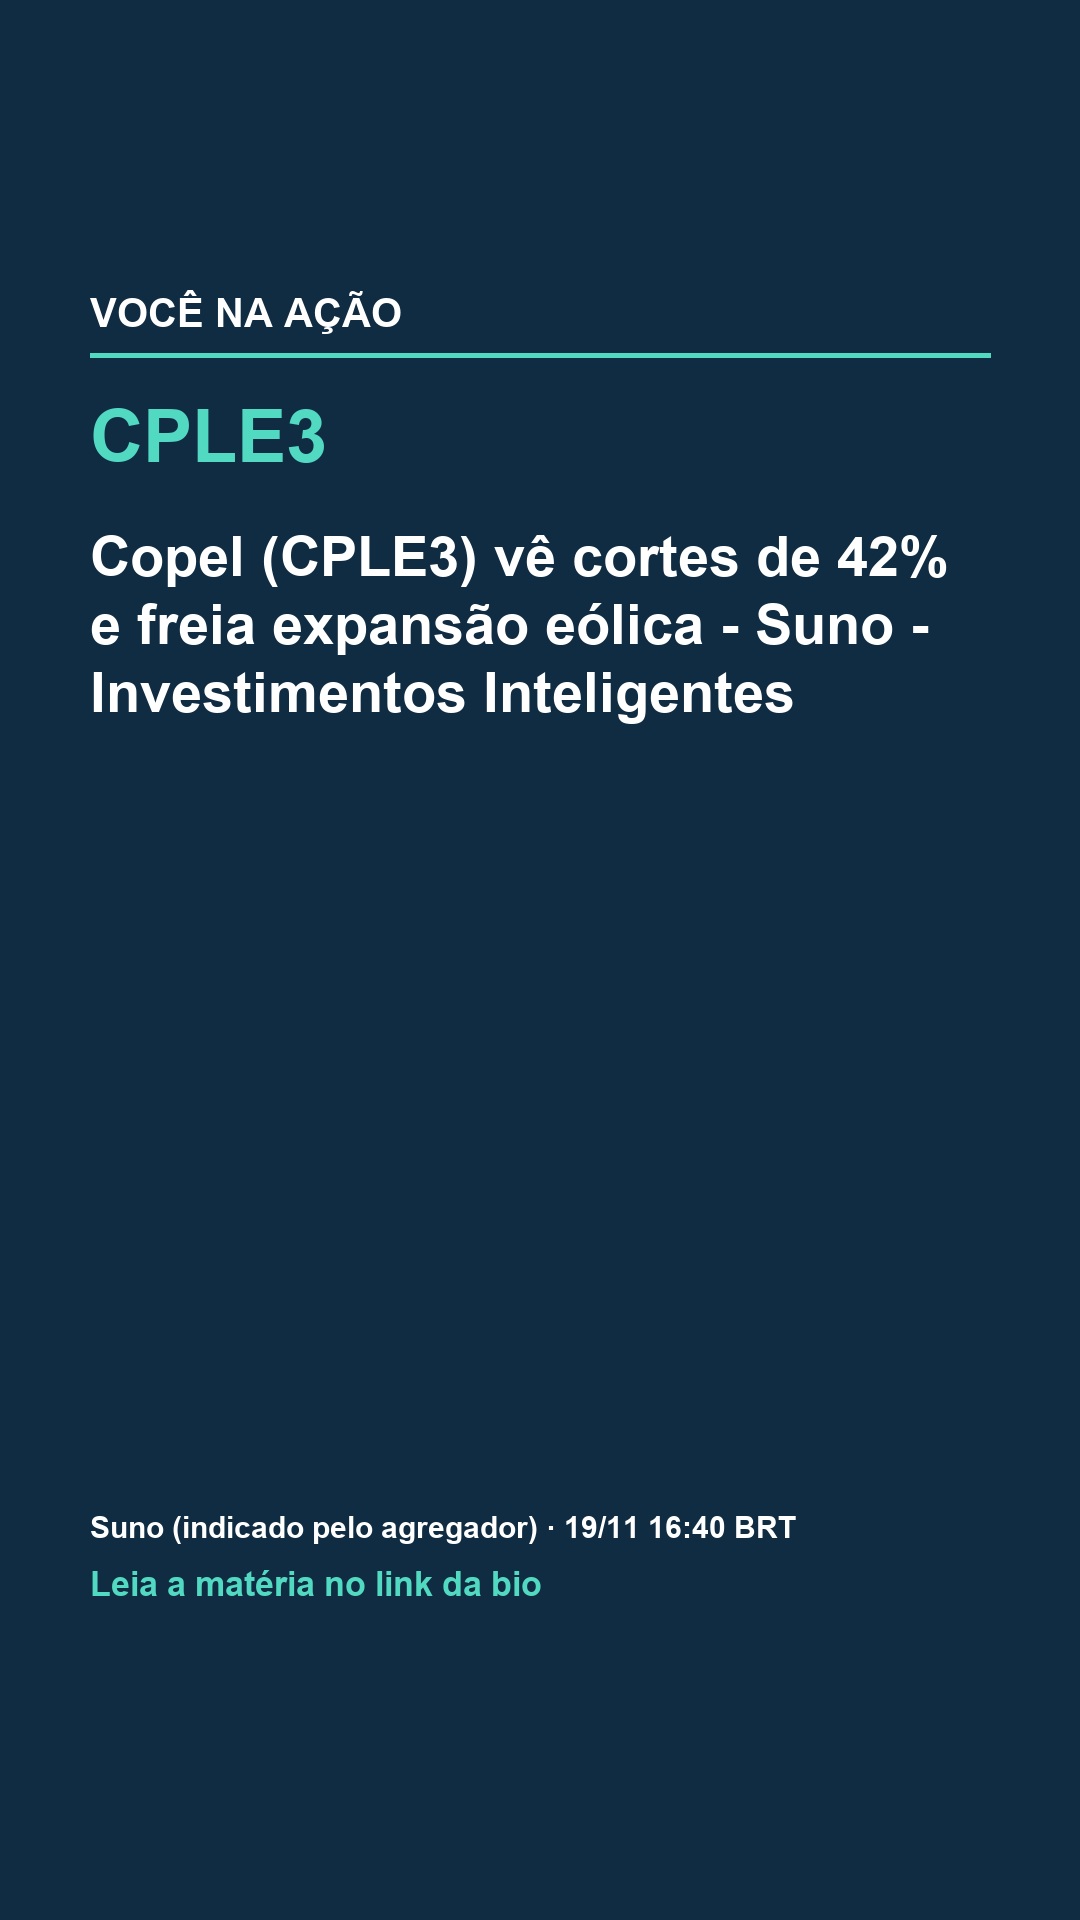 VOCÊ NA AÇÃO
CPLE3
Copel (CPLE3) vê cortes de 42%
e freia expansão eólica - Suno -
Investimentos Inteligentes
Suno (indicado pelo agregador) · 19/11 16:40 BRT
Leia a matéria no link da bio